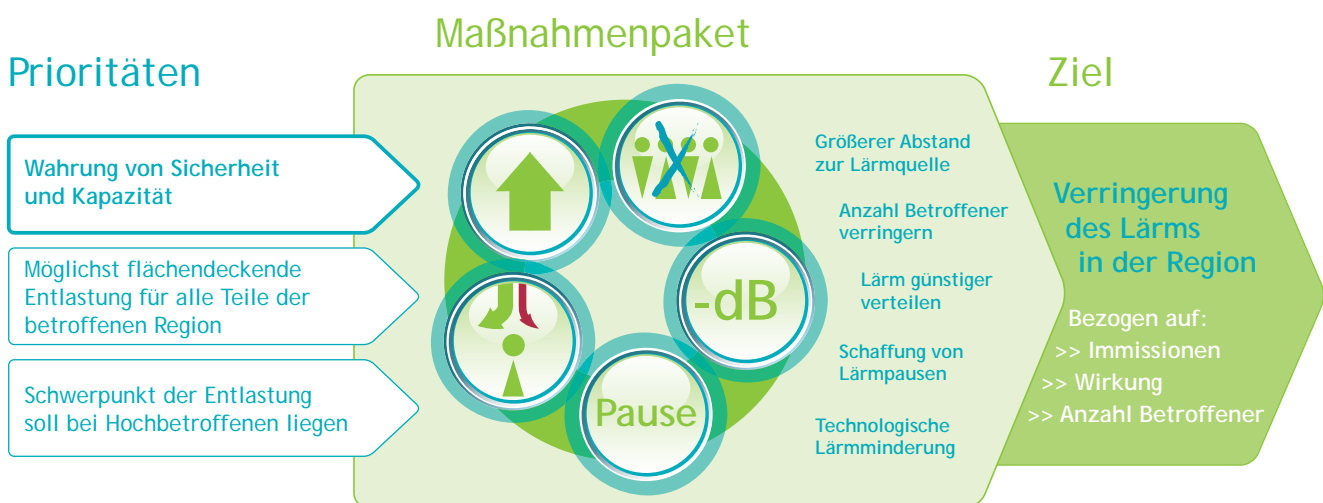 Maßnahmenpaket
Prioritäten
Ziel
Wahrung von Sicherheit
und Kapazität
Möglichst flächendeckende
Entlastung für alle Teile der
betroffenen Region
Schwerpunkt der Entlastung
soll bei Hochbetroffenen liegen
-dB
Pause
Größerer Abstand
zur Lärmquelle
Anzahl Betroffener
verringern
Lärm günstiger
verteilen
Schaffung von
Lärmpausen
Technologische
Lärmminderung
Verringerung
des Lärms
in der Region
Bezogen auf:
>> Immissionen
>> Wirkung
>> Anzahl Betroffener